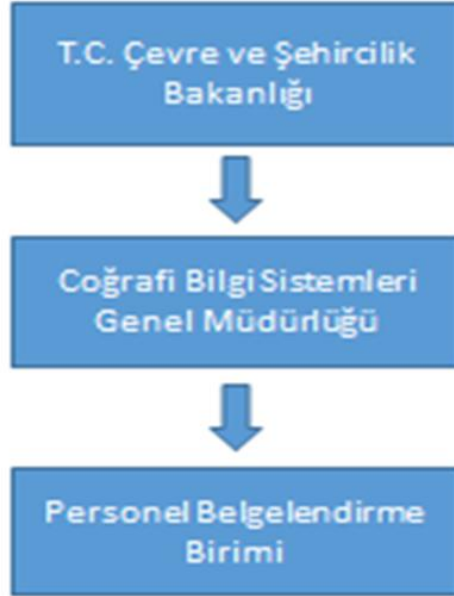 T.C. Çevre ve Şehircilik
Bakanlığı
Coğrafi Bilgi Sistemleri
Genel Müdürlüğü
Personel Belgelendirme
Birimi